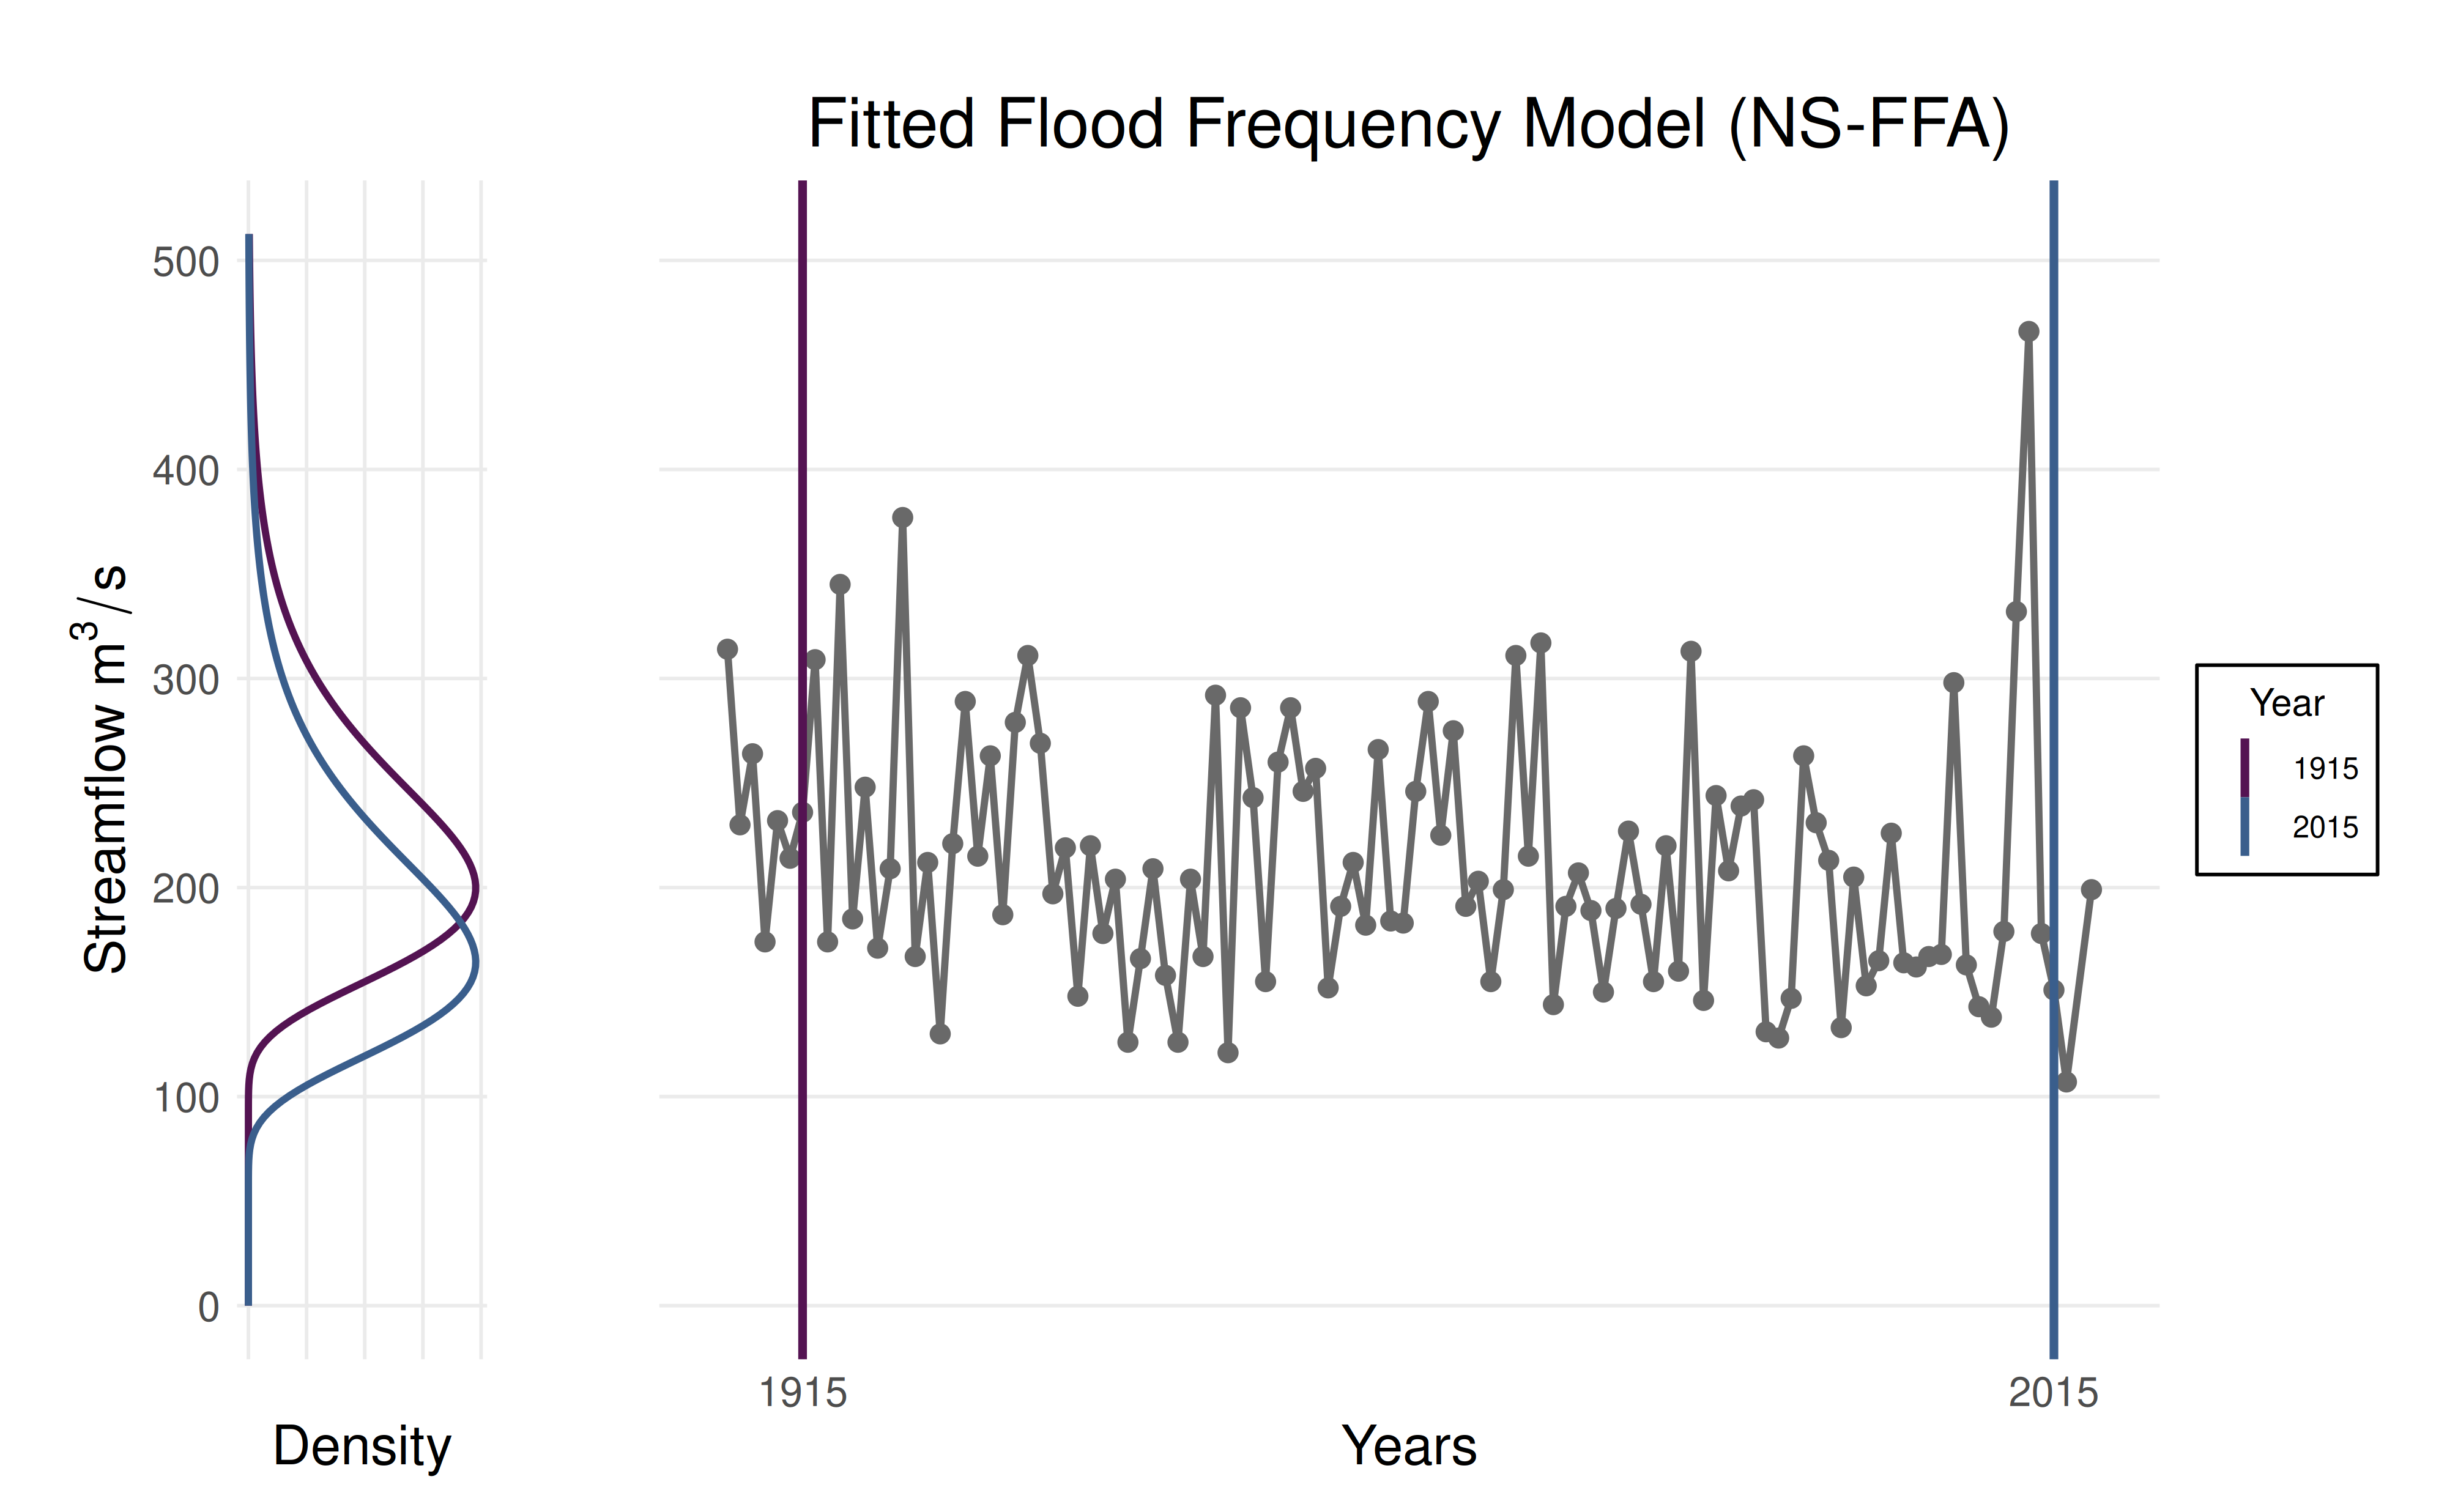 Fitted Flood Frequency Model (NS-FFA)
Streamflow m³/s
500
400
300
200
100
0
Density
1915
2015
Years
Year
1915
2015